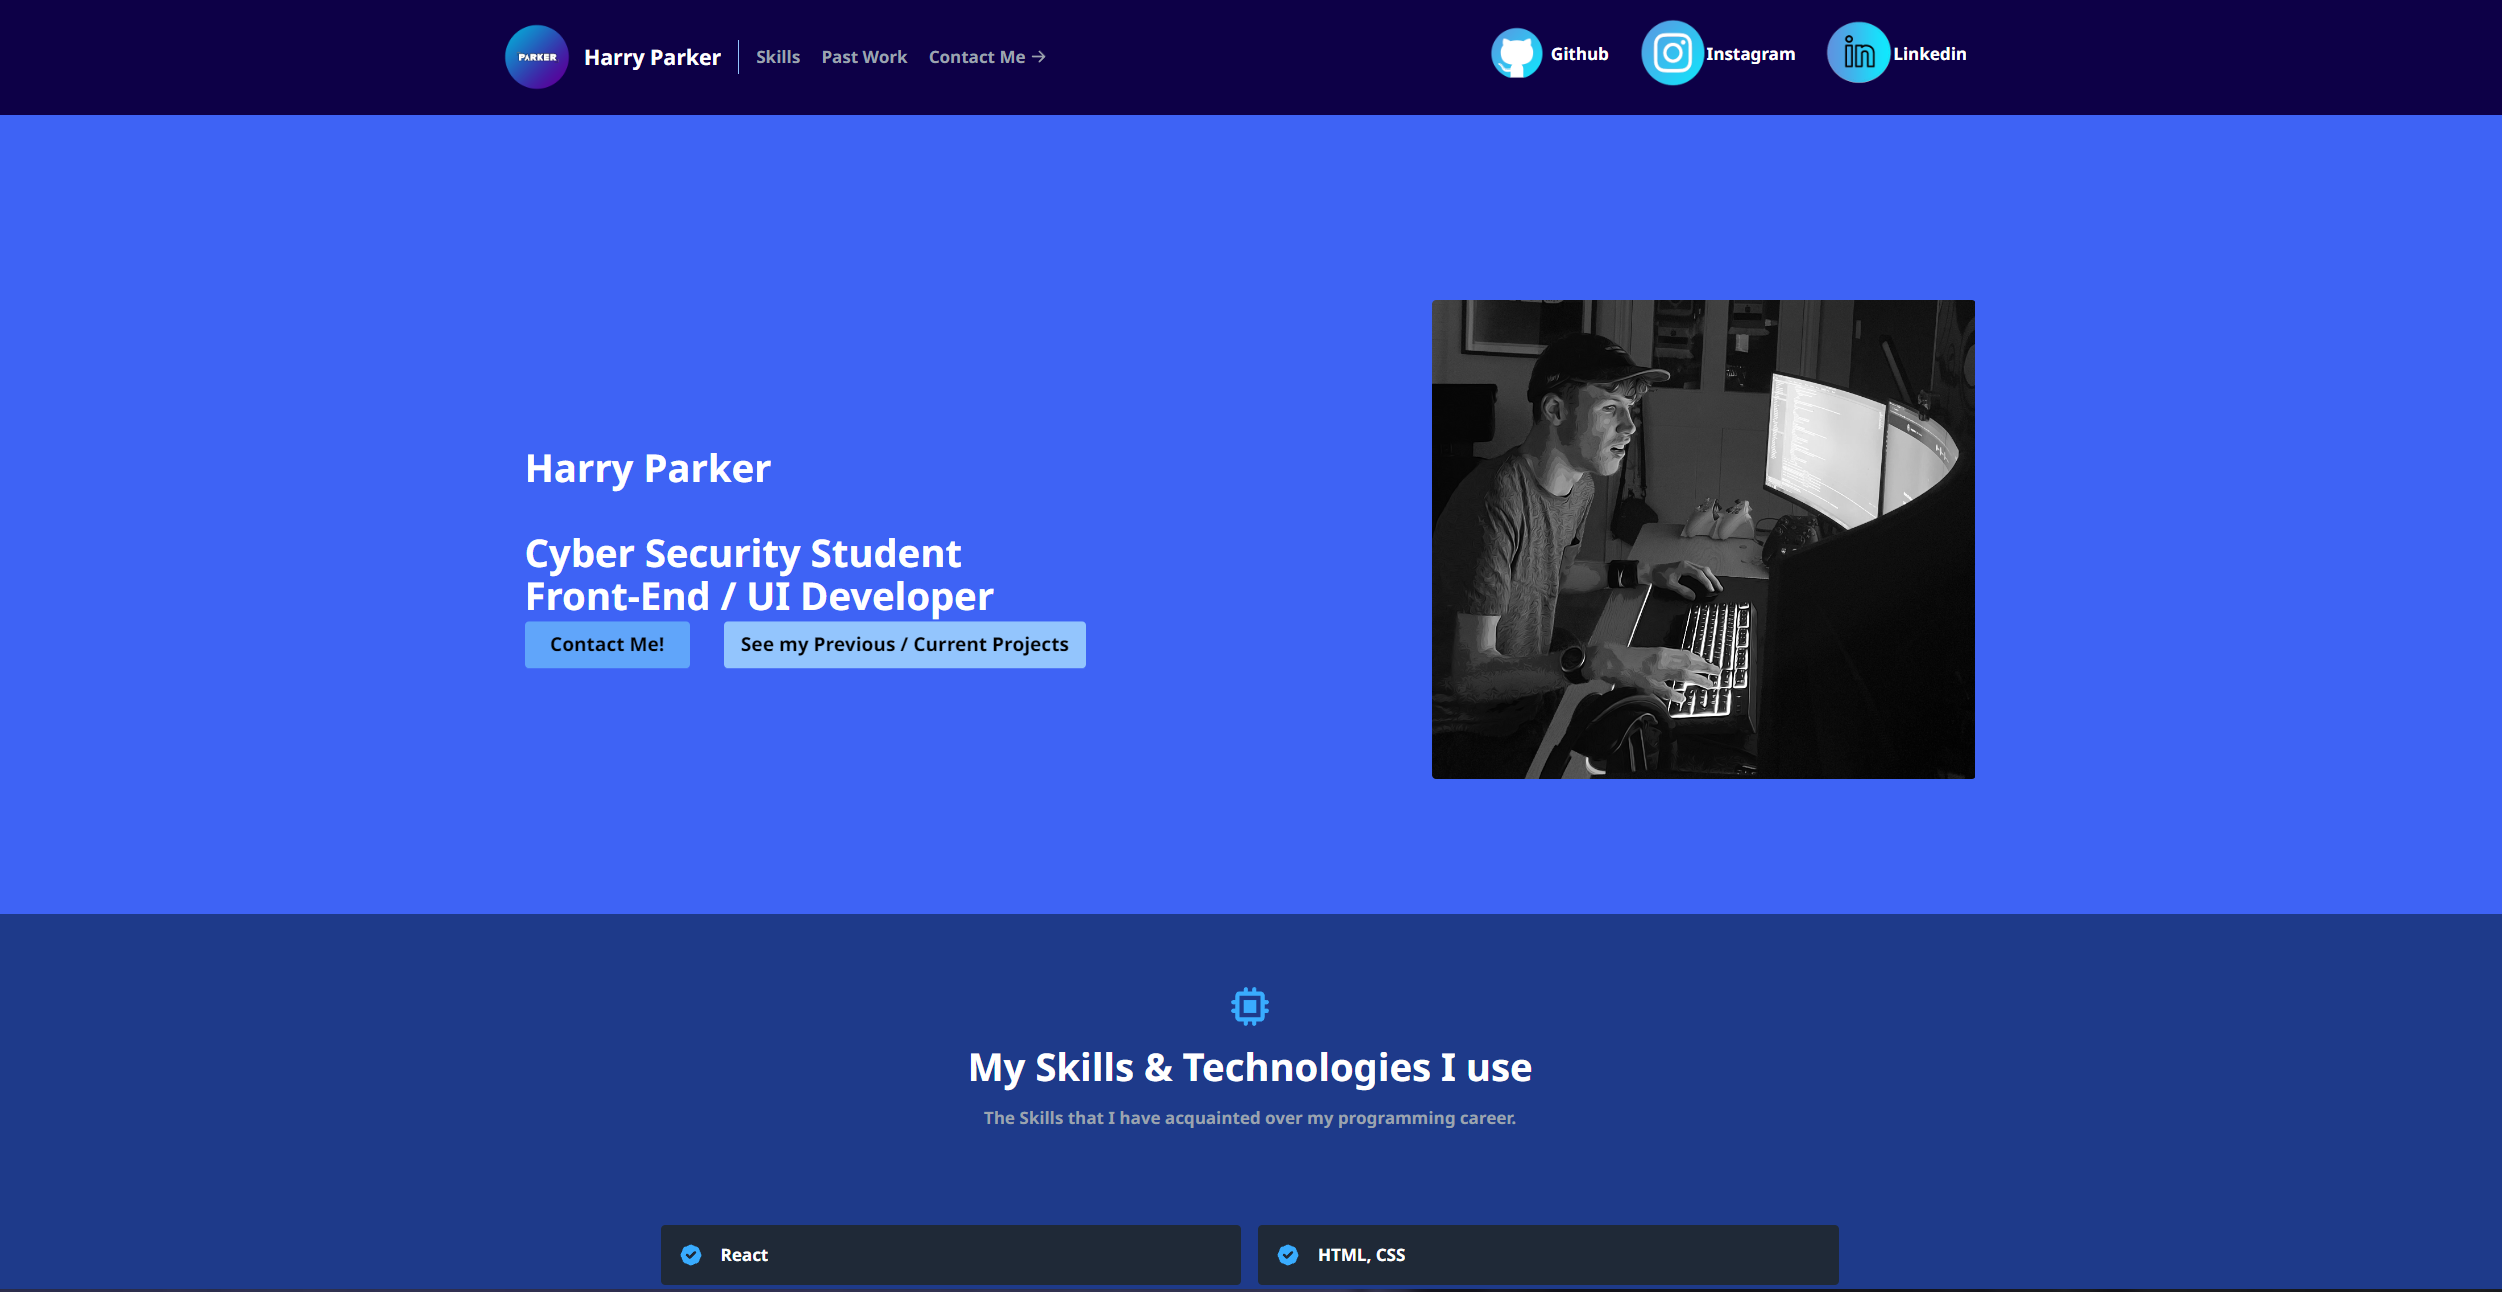 PARKER
Harry Parker
Skills
Past Work
Contact Me →
Github
Instagram
Linkedin
Harry Parker
Cyber Security Student
Front-End / UI Developer
Contact Me!
See my Previous / Current Projects
My Skills & Technologies I use
The Skills that I have acquainted over my programming career.
React
HTML, CSS